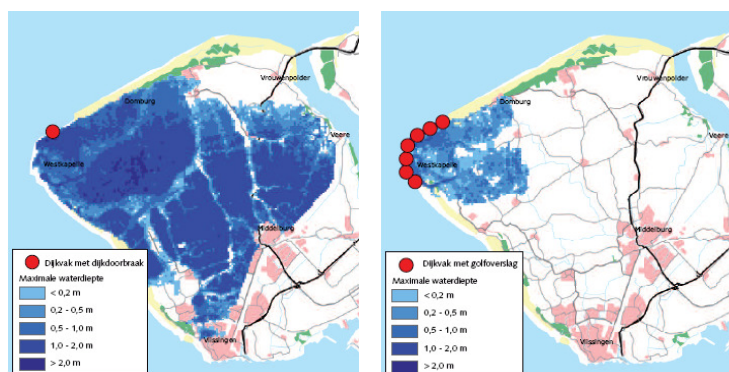 Domburg
Vrouwenpolder
Veere
Westkapelle
Middelburg
Vlissingen
Dijkvak met dijkdoorbraak
Maximale waterdiepte
< 0,2 m
0,2 - 0,5 m
0,5 - 1,0 m
1,0 - 2,0 m
> 2,0 m
Domburg
Vrouwenpolder
Veere
Westkapelle
Middelburg
Vlissingen
Dijkvak met golfoverslag
Maximale waterdiepte
< 0,2 m
0,2 - 0,5 m
0,5 - 1,0 m
1,0 - 2,0 m
> 2,0 m